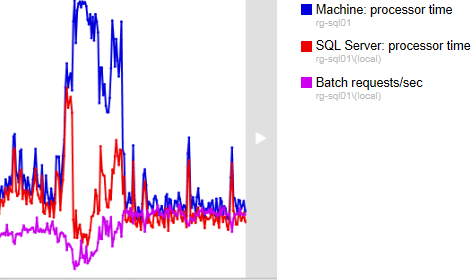 Machine: processor time
rg-sql01
SQL Server: processor time
rg-sql01\(local)
Batch requests/sec
rg-sql01\(local)